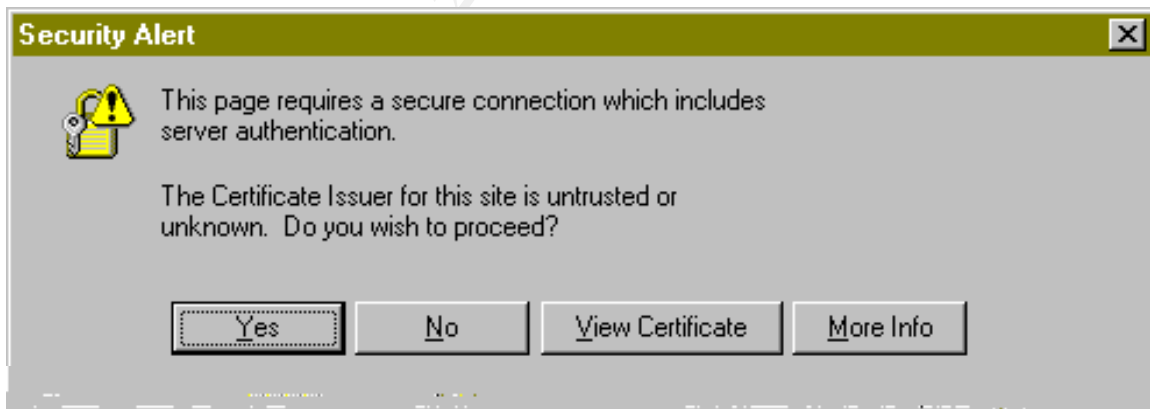 Security Alert
This page requires a secure connection which includes
server authentication.
The Certificate Issuer for this site is untrusted or
unknown. Do you wish to proceed?
Yes
No
View Certificate
More Info